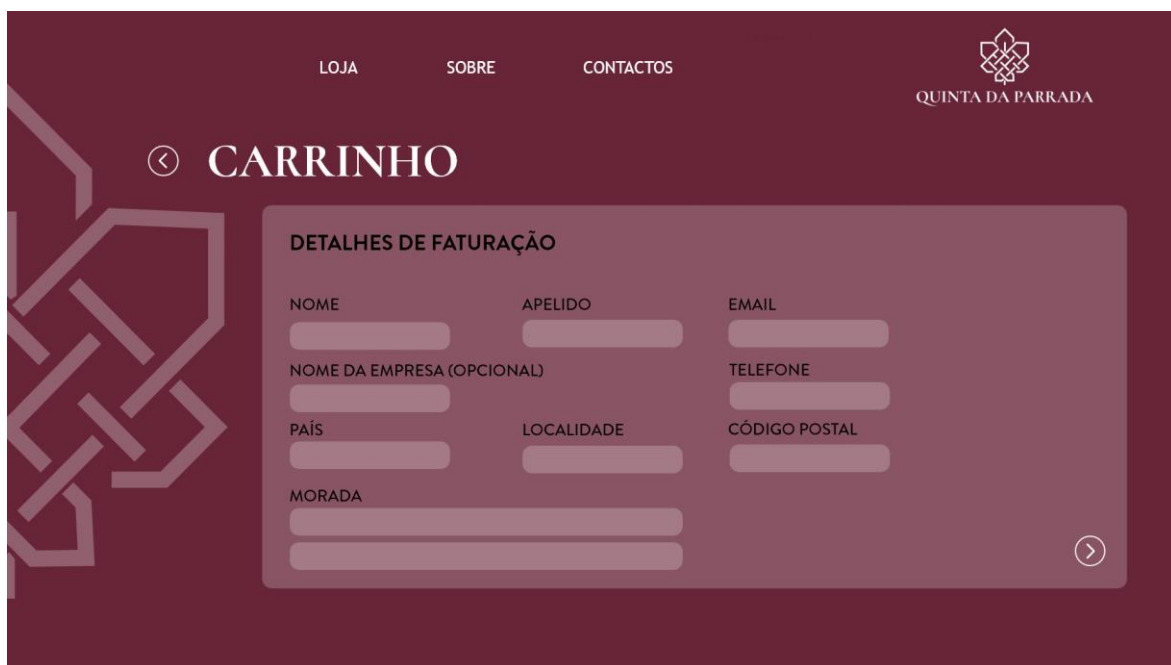 LOJA SOBRE CONTACTOS
QUINTA DA PARRADA
CARRINHO
DETALHES DE FATURAÇÃO
NOME APELIDO EMAIL
NOME DA EMPRESA (OPCIONAL) TELEFONE
PAÍS LOCALIDADE CÓDIGO POSTAL
MORADA